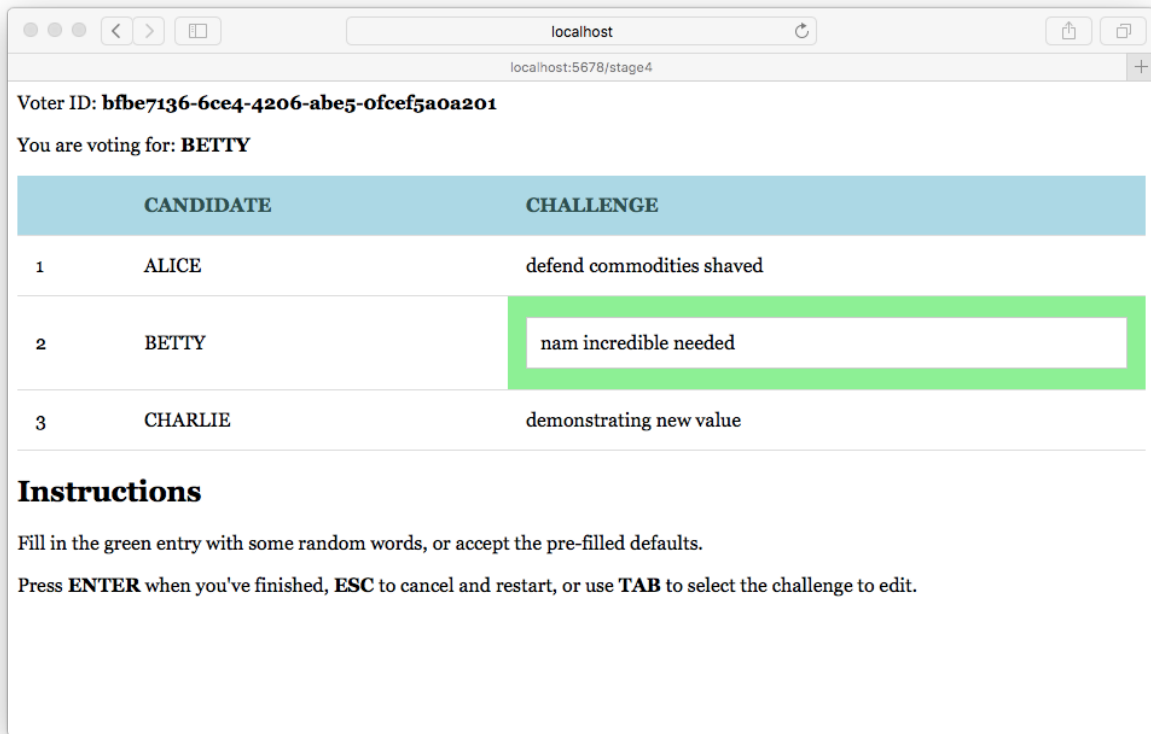 localhost
localhost:5678/stage4
Voter ID: bfbe7136-6ce4-4206-abe5-0fcef5a0a201
You are voting for: BETTY
CANDIDATE CHALLENGE
1 ALICE defend commodities shaved
2 BETTY nam incredible needed
3 CHARLIE demonstrating new value
Instructions
Fill in the green entry with some random words, or accept the pre-filled defaults.
Press ENTER when you've finished, ESC to cancel and restart, or use TAB to select the challenge to edit.